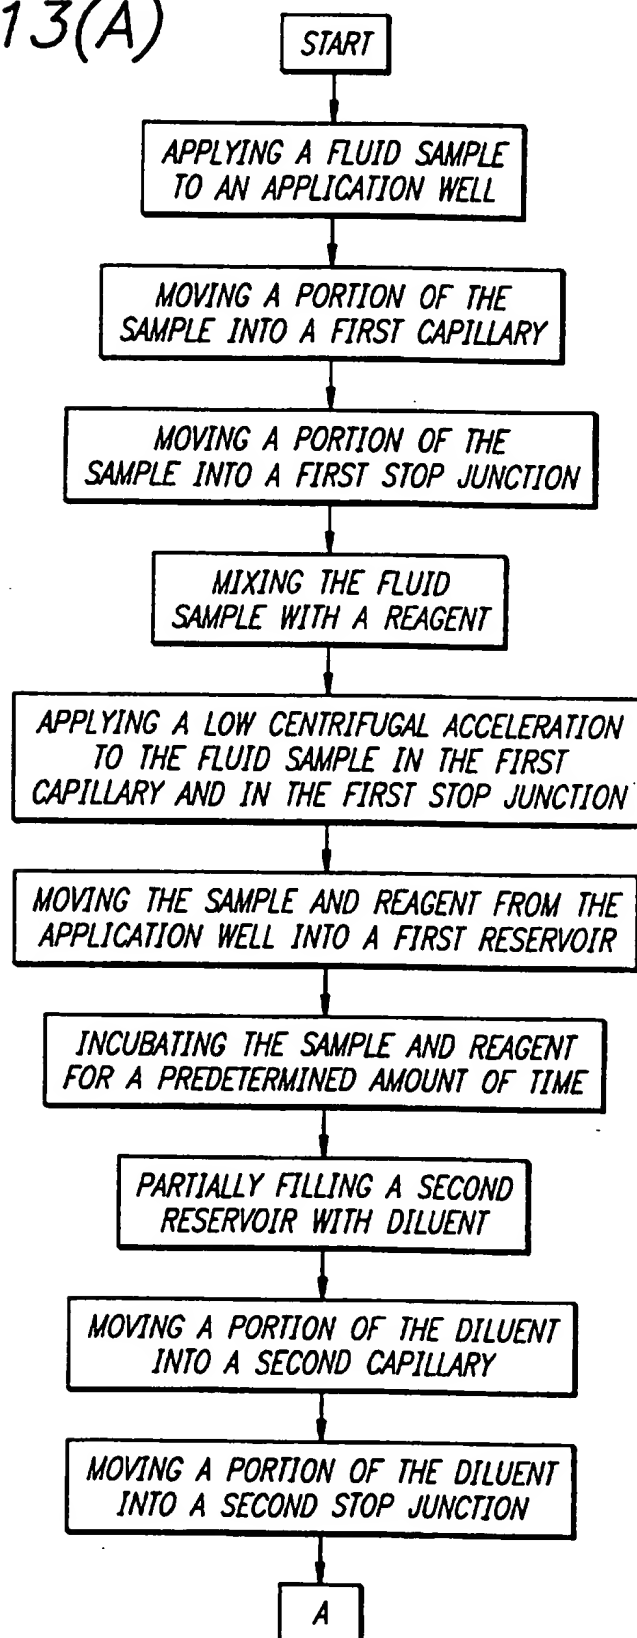 13(A)
START
APPLYING A FLUID SAMPLE
TO AN APPLICATION WELL
MOVING A PORTION OF THE
SAMPLE INTO A FIRST CAPILLARY
MOVING A PORTION OF THE
SAMPLE INTO A FIRST STOP JUNCTION
MIXING THE FLUID
SAMPLE WITH A REAGENT
APPLYING A LOW CENTRIFUGAL ACCELERATION
TO THE FLUID SAMPLE IN THE FIRST
CAPILLARY AND IN THE FIRST STOP JUNCTION
MOVING THE SAMPLE AND REAGENT FROM THE
APPLICATION WELL INTO A FIRST RESERVOIR
INCUBATING THE SAMPLE AND REAGENT
FOR A PREDETERMINED AMOUNT OF TIME
PARTIALLY FILLING A SECOND
RESERVOIR WITH DILUENT
MOVING A PORTION OF THE DILUENT
INTO A SECOND CAPILLARY
MOVING A PORTION OF THE DILUENT
INTO A SECOND STOP JUNCTION
A